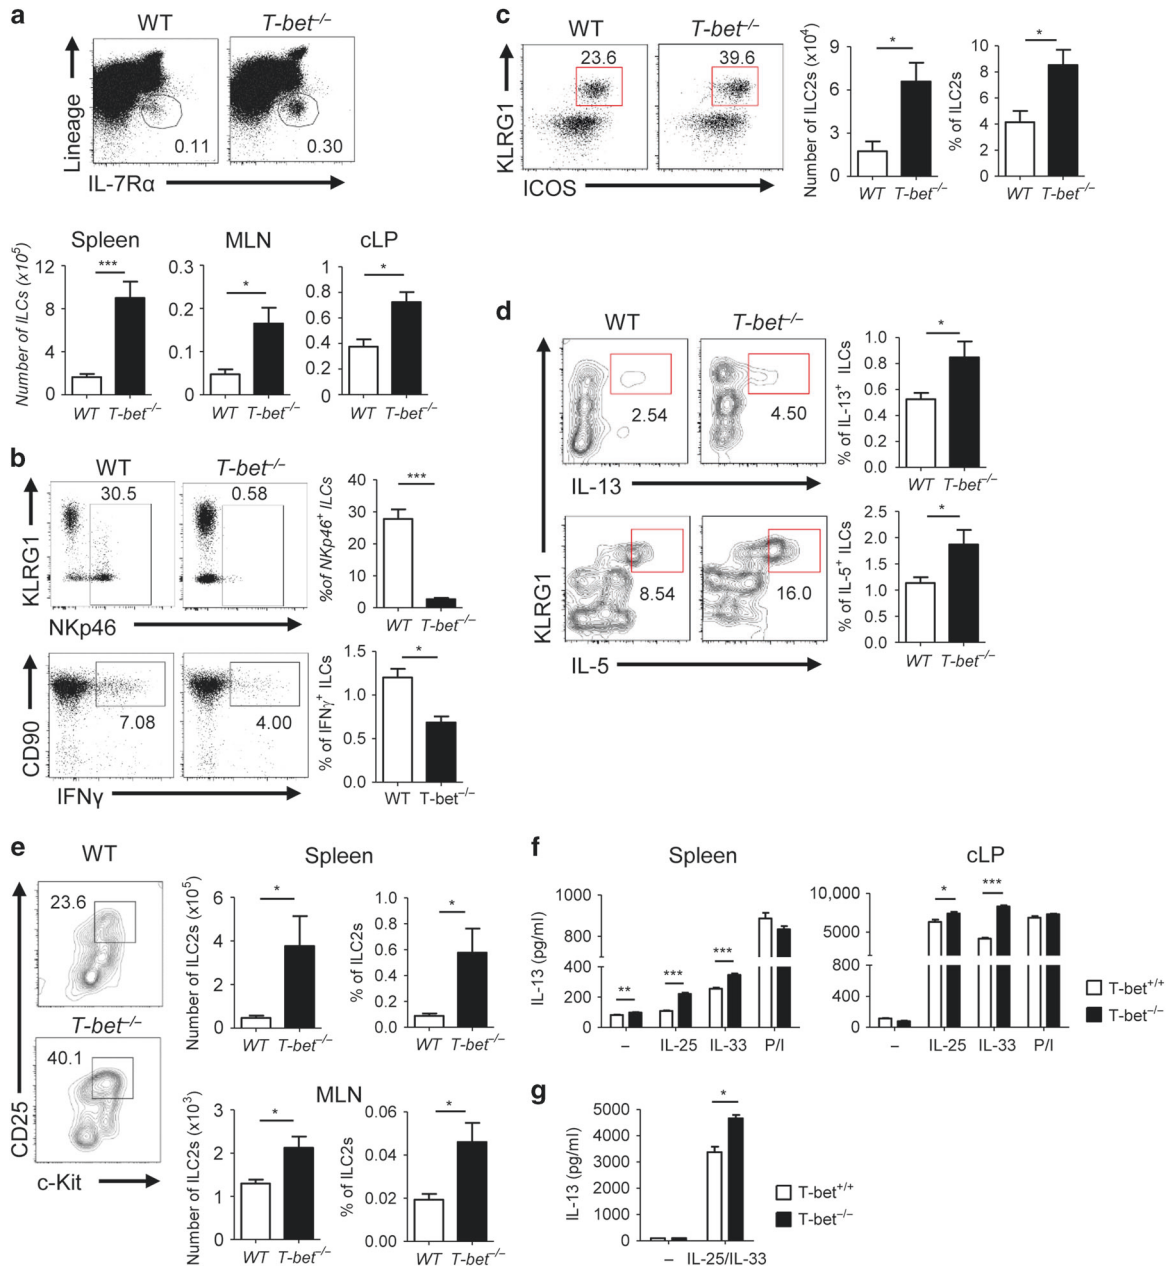 a
WT T-bet–/–
Lineage
0.11 0.30
IL-7Rα
Spleen MLN cLP
Number of ILCs (x10⁵)
12 8 4 0
***
WT T-bet–/–
0.3 0.2 0.1 0.0
*
WT T-bet–/–
1 0.8 0.6 0.4 0.2 0
*
WT T-bet–/–
b
WT T-bet–/–
30.5 0.58
KLRG1
NKp46
%of NKp46⁺ ILCs
40 30 20 10 0
***
WT T-bet–/–
CD90
7.08 4.00
IFNγ
% of IFNγ⁺ ILCs
1.5 1.0 0.5 0.0
*
WT T-bet–/–
c
WT T-bet–/–
23.6 39.6
KLRG1
ICOS
Number of ILC2s (x10⁴)
9 6 3 0
*
WT T-bet–/–
% of ILC2s
10 8 6 4 2 0
*
WT T-bet–/–
d
WT T-bet–/–
2.54 4.50
IL-13
KLRG1
8.54 16.0
IL-5
% of IL-13⁺ ILCs
1.0 0.8 0.6 0.4 0.2 0.0
*
WT T-bet–/–
% of IL-5⁺ ILCs
2.5 2.0 1.5 1.0 0.5 0.0
*
WT T-bet–/–
e
WT
23.6
T-bet–/–
40.1
CD25
c-Kit
Spleen
Number of ILC2s (x10⁵)
6 4 2 0
*
WT T-bet–/–
% of ILC2s
1.0 0.8 0.6 0.4 0.2 0.0
*
WT T-bet–/–
MLN
Number of ILC2s (x10³)
3 2 1 0
*
WT T-bet–/–
% of ILC2s
0.06 0.04 0.02 0.00
*
WT T-bet–/–
f
Spleen cLP
IL-13 (pg/ml)
1000 800 400 200 0
** *** ***
– IL-25 IL-33 P/I
10,000 5000 800 400 0
* ***
– IL-25 IL-33 P/I
T-bet+/+
T-bet–/–
g
IL-13 (pg/ml)
5000 4000 3000 2000 1000 0
*
– IL-25/IL-33
T-bet+/+
T-bet–/–